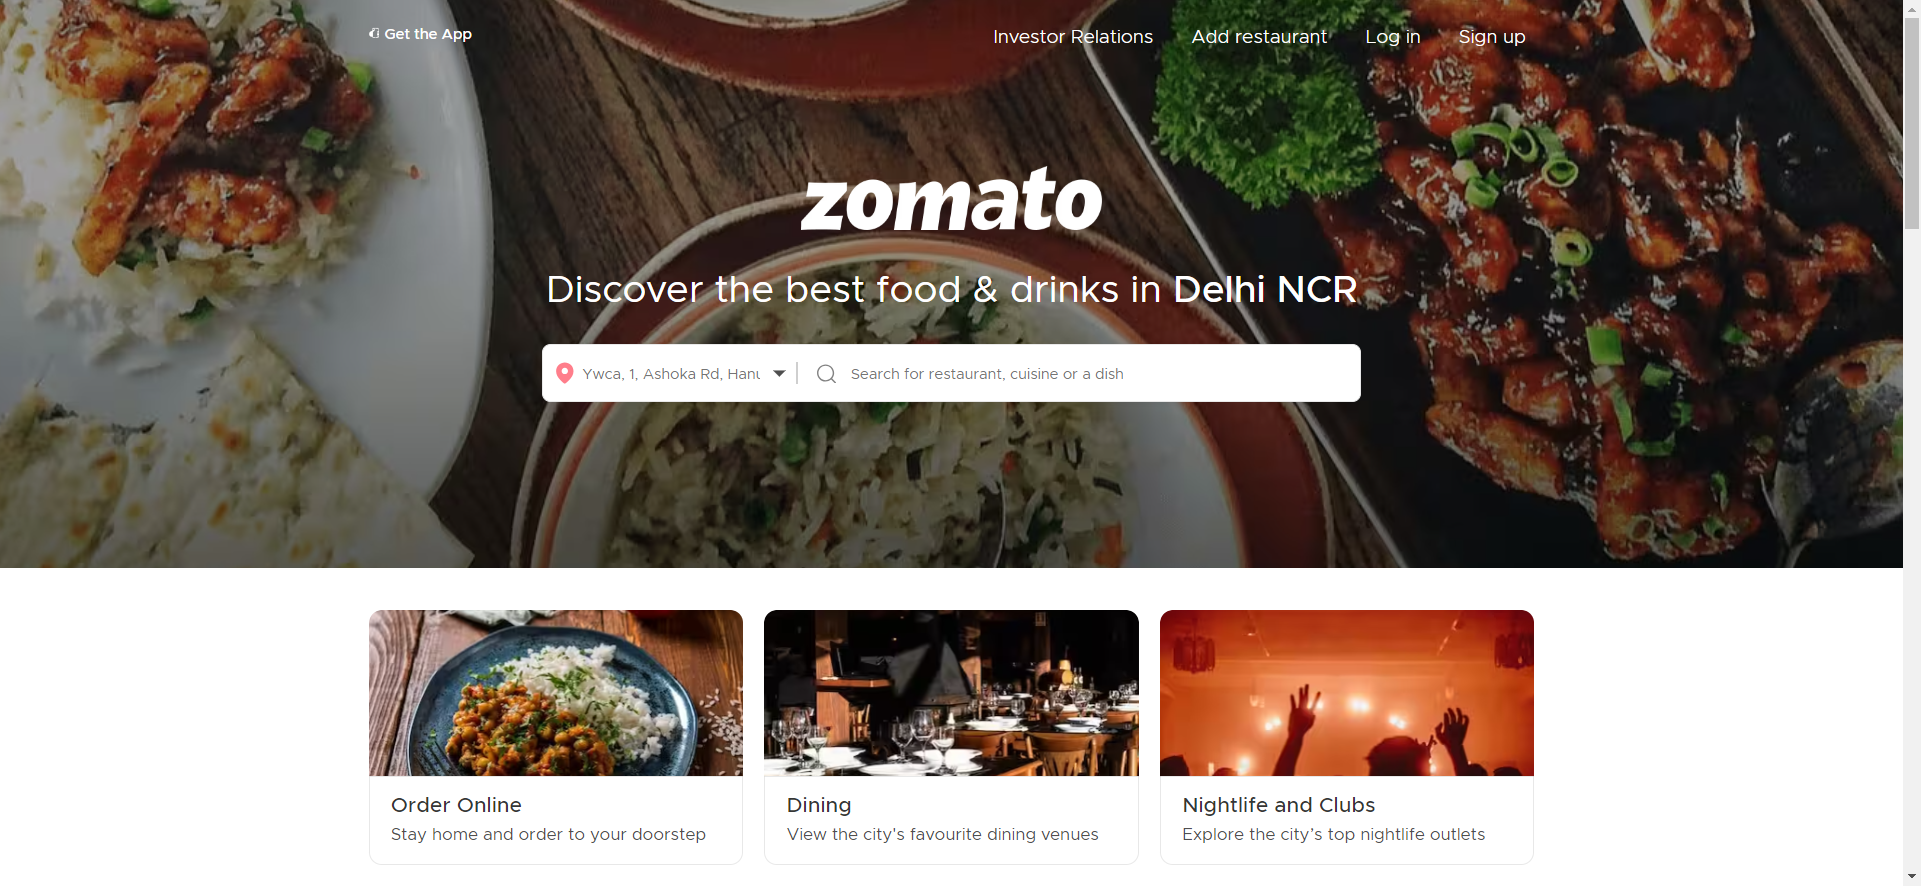 Get the App
Investor Relations
Add restaurant
Log in
Sign up
zomato
Discover the best food & drinks in Delhi NCR
Ywca, 1, Ashoka Rd, Hanu
Search for restaurant, cuisine or a dish
Order Online
Stay home and order to your doorstep
Dining
View the city's favourite dining venues
Nightlife and Clubs
Explore the city’s top nightlife outlets